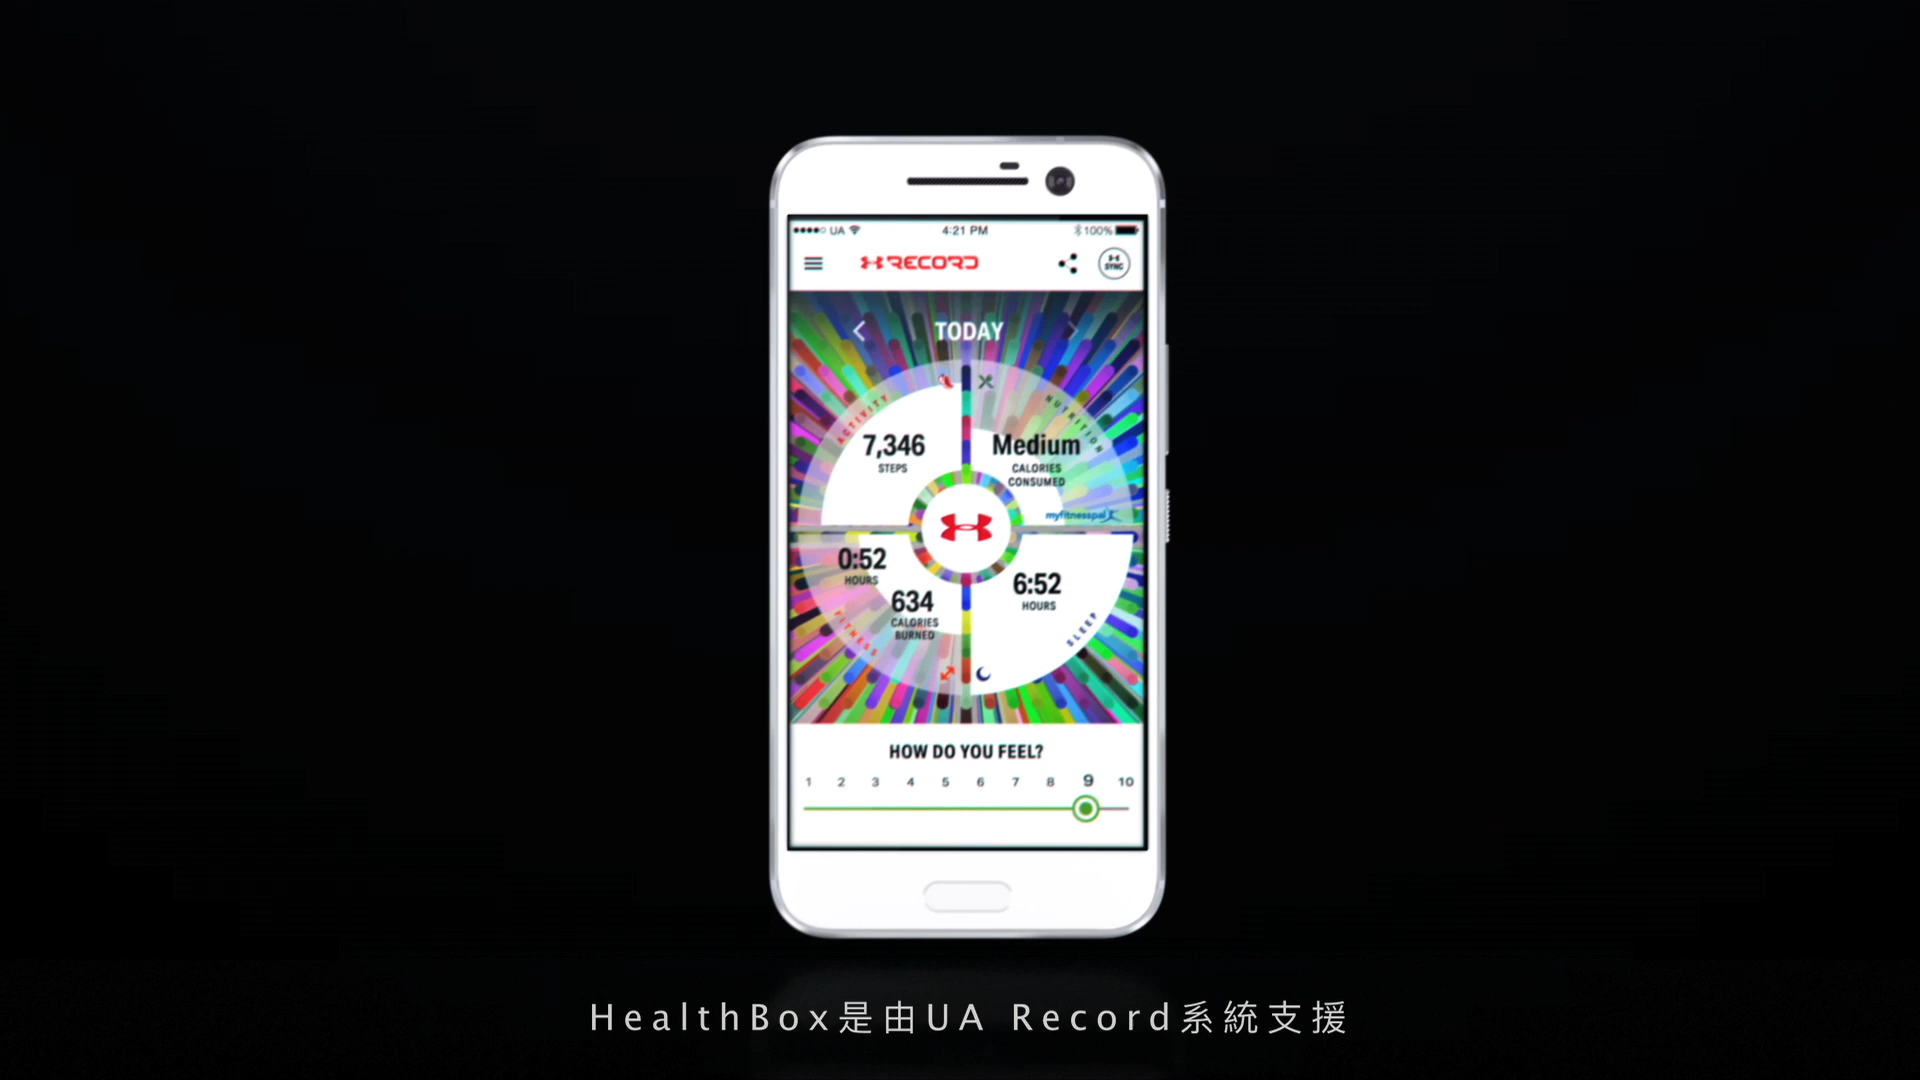 UA 4:21 PM 100%
RECORD
SYNC
TODAY
ACTIVITY
NUTRITION
7,346
STEPS
Medium
CALORIES
CONSUMED
myfitnesspal
0:52
HOURS
634
CALORIES
BURNED
FITNESS
6:52
HOURS
SLEEP
HOW DO YOU FEEL?
1 2 3 4 5 6 7 8 9 10
HealthBox是由UA Record系統支援